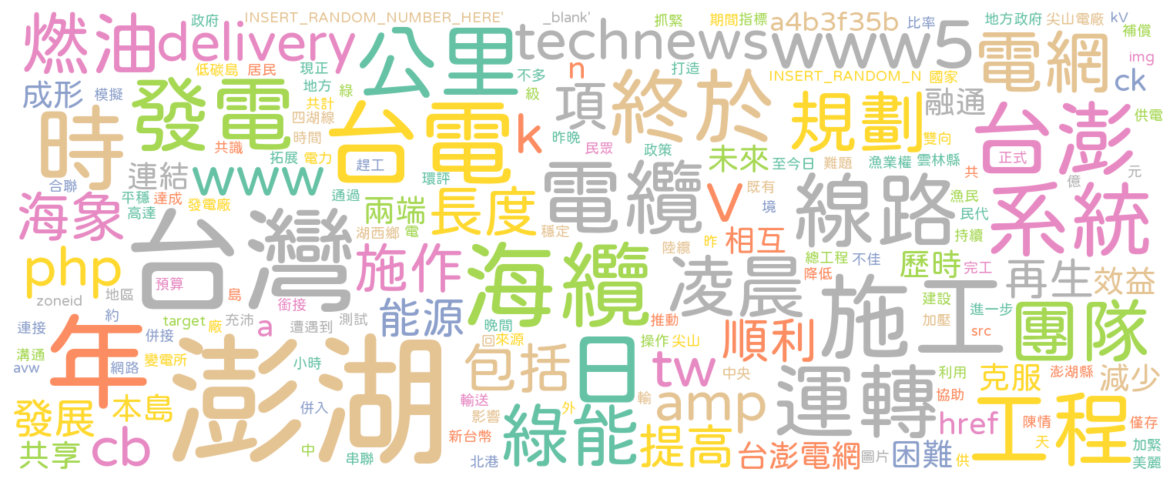 政府 INSERT_RANDOM_NUMBER_HERE' _blank' 抓緊 期間 指標 a4b3f35b 比率 地方政府 尖山電廠 kV 補償
燃油 delivery 公里 technews www 5 電網 img
低碳島 居民 現正 不多 n 打造 INSERT_RANDOM_N 國家 ck
成形 模擬 發電 地方 綠 級 項 終於 規劃 融通 台澎 供電
共計 四湖線 時間 昨晚 雙向
時 共識 台電 k 民眾 政策 未來 至今日 難題 漁業權 雲林縣 正式
合聯 連結 www 拓展 電力 趕工 環評 電纜 V 既有 線路 共 億 元
平穩 達成 通過 兩端 長度 境 漁民 系統
海象 高達 發電廠 湖西鄉 電 穩定 相互 民代
台灣 施作 海纜 陸纜 昨 總工程 不佳 歷時 持續 完工
php 預算 凌晨 降低 再生 效益
zoneid 地區 島 銜接 能源 施工 建設 進一步
連接 約 target 充沛 a 遭遇到 測試 晚間 推動 加壓 src 團隊
年 併接 廠 回 來源 操作 尖山 順利
溝通 avw 網路 變電所 澎湖 小時 包括 日 tw 中央 運轉 利用 克服 澎湖縣 減少
發展 本島 併入 輸送 影響 外 輸 amp 協助 href 陳情 僅存
共享 cb 中 串聯 新台幣 北港 綠能 提高 台澎電網 圖片 困難 供 天 工程 加緊 美麗